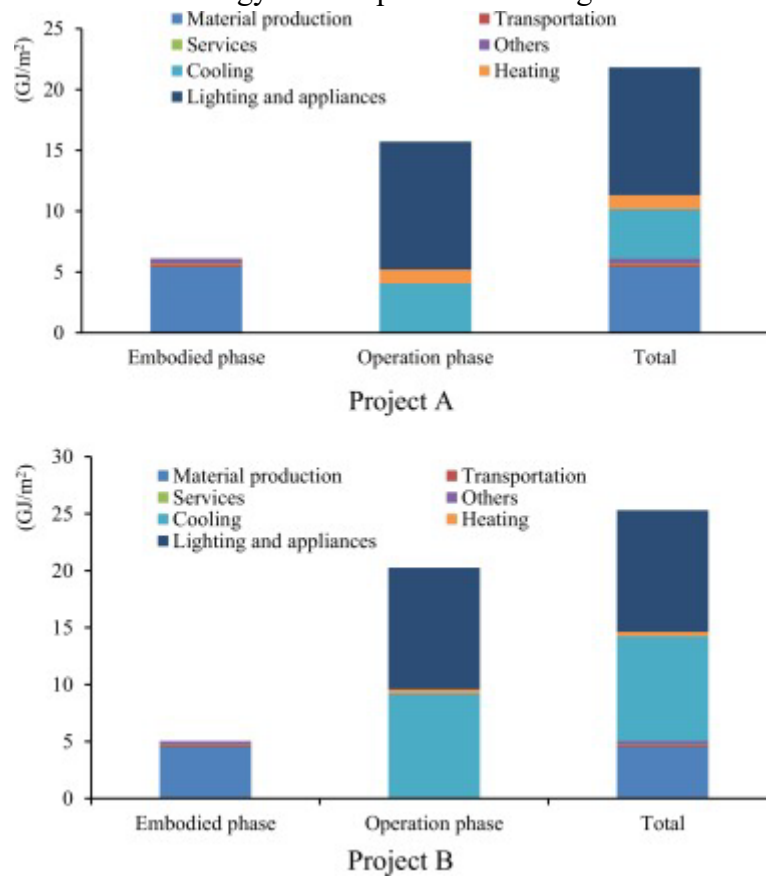 Material production Transportation
Services Others
Cooling Heating
Lighting and appliances
(GJ/m²)
25
20
15
10
5
0
Embodied phase Operation phase Total
Project A
Material production Transportation
Services Others
Cooling Heating
Lighting and appliances
(GJ/m²)
30
25
20
15
10
5
0
Embodied phase Operation phase Total
Project B